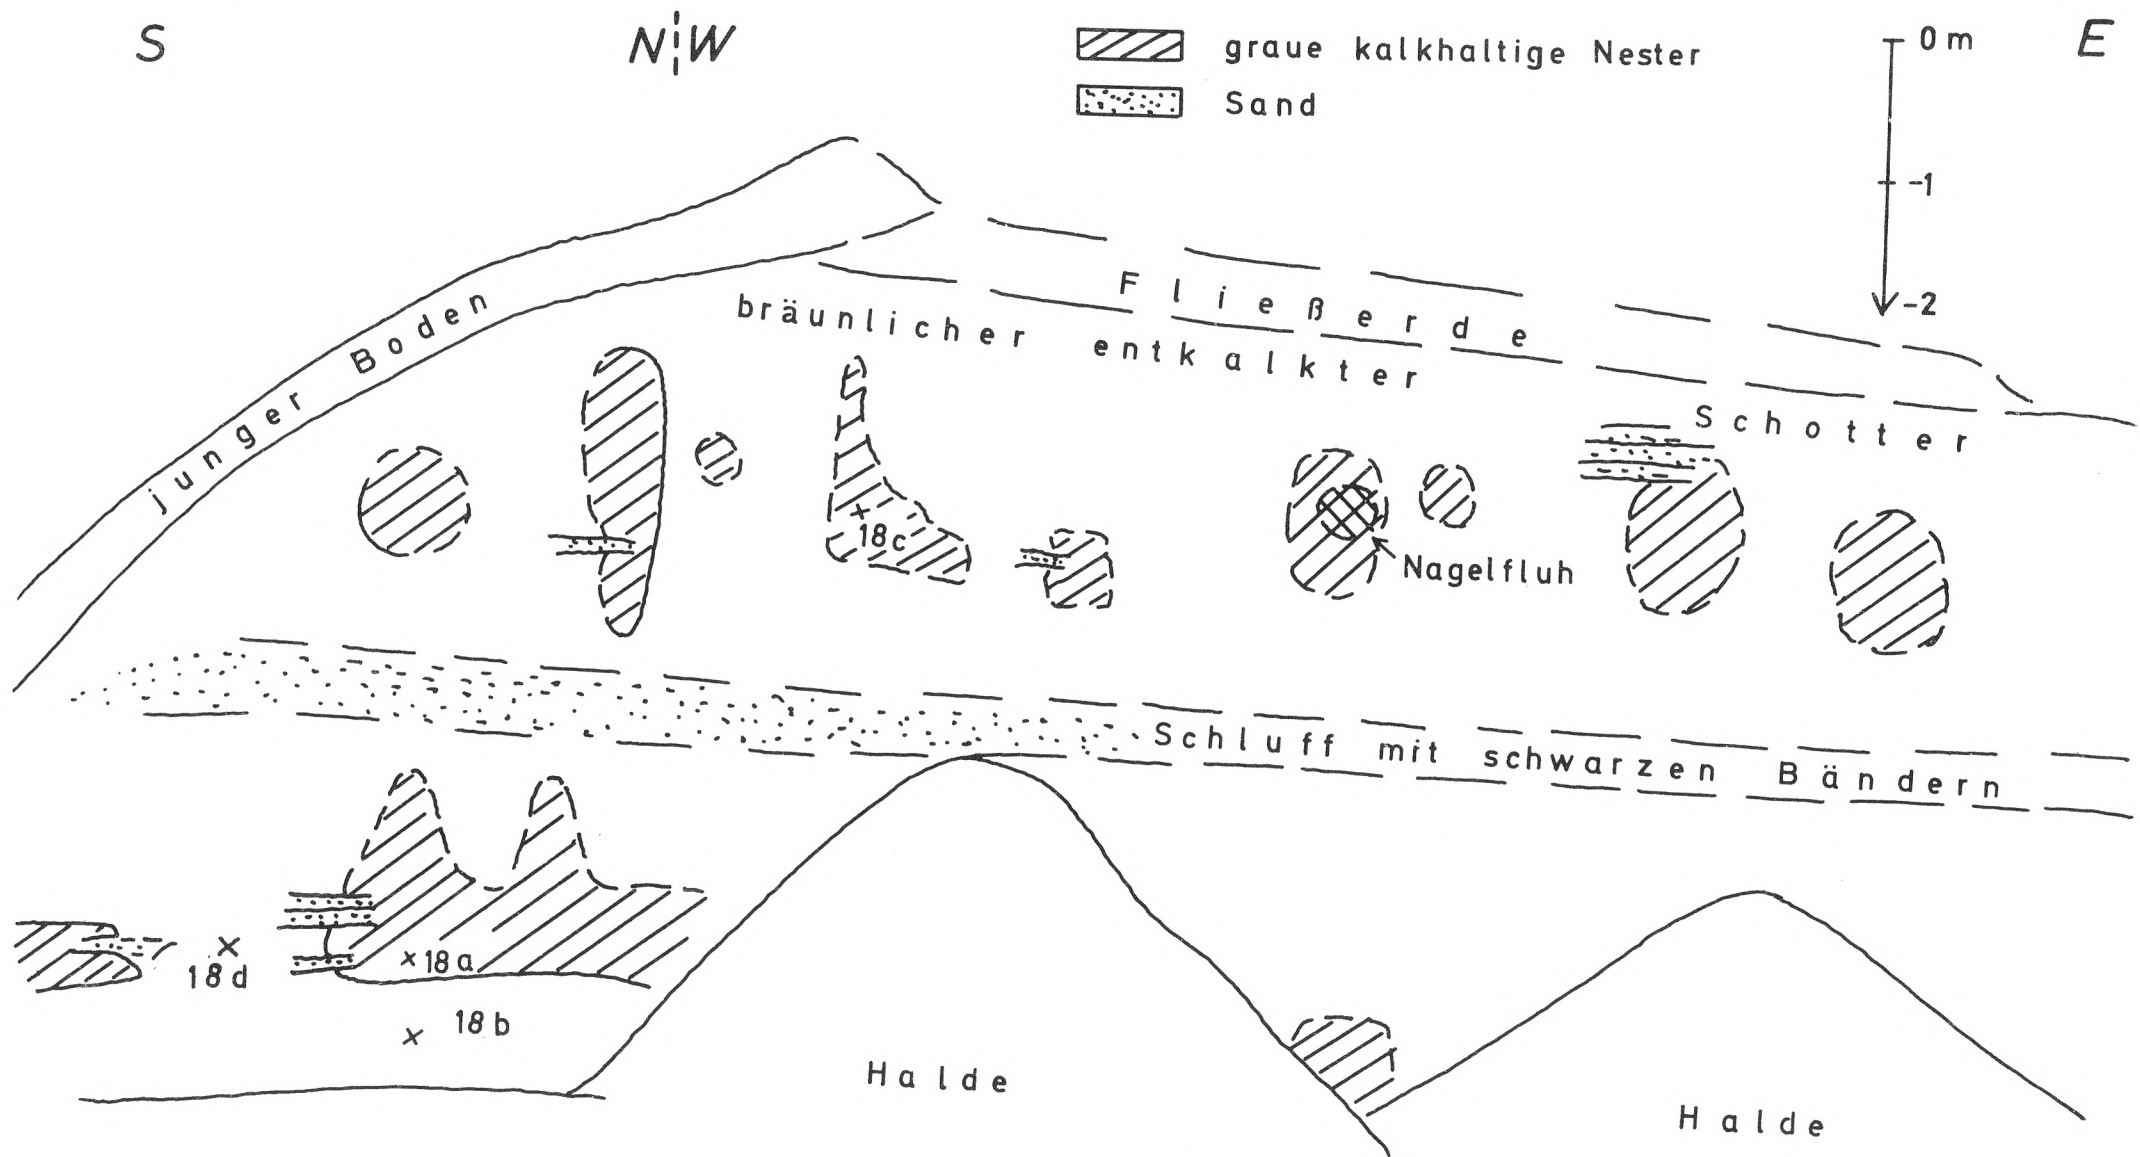 S
N¦W
E
graue kalkhaltige Nester
Sand
0 m
-1
-2
junger Boden
Fließerde
bräunlicher entkalkter Schotter
18c
Nagelfluh
Schluff mit schwarzen Bändern
18a
18d
18b
Halde
Halde